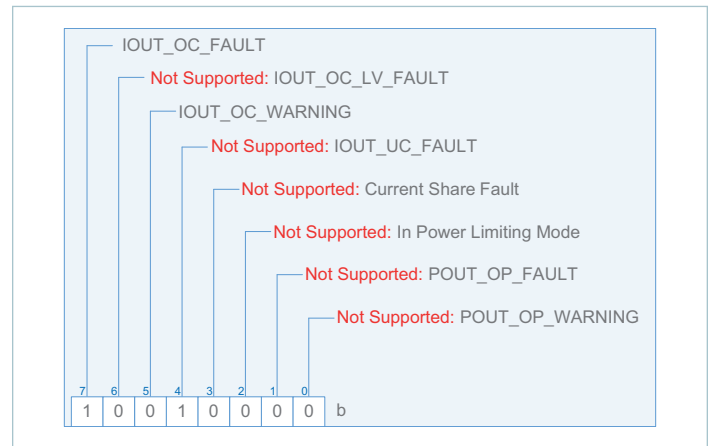 IOUT_OC_FAULT
Not Supported: IOUT_OC_LV_FAULT
IOUT_OC_WARNING
Not Supported: IOUT_UC_FAULT
Not Supported: Current Share Fault
Not Supported: In Power Limiting Mode
Not Supported: POUT_OP_FAULT
Not Supported: POUT_OP_WARNING
7 6 5 4 3 2 1 0
1 0 0 1 0 0 0 0 b